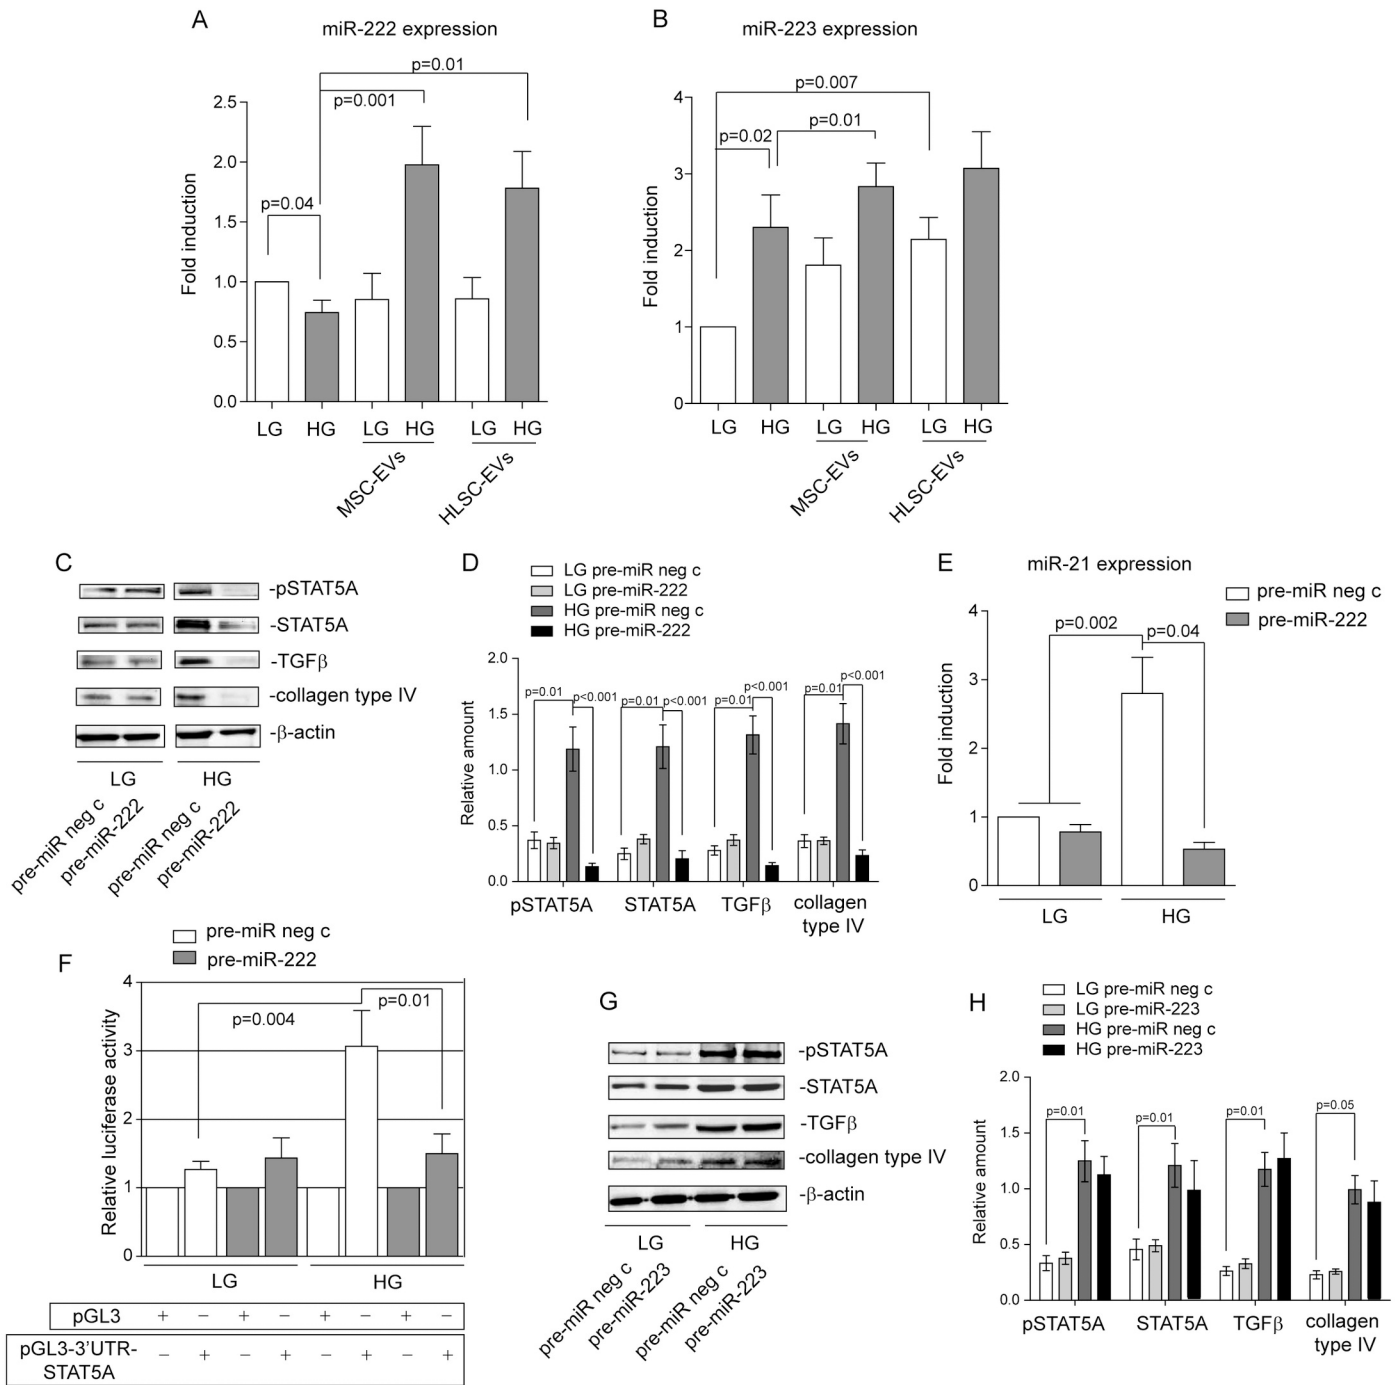 A
miR-222 expression
p=0.01
p=0.001
p=0.04
Fold induction
2.5
2.0
1.5
1.0
0.5
0.0
LG HG LG HG LG HG
MSC-EVs
HLSC-EVs
B
miR-223 expression
p=0.007
p=0.02
p=0.01
Fold induction
4
3
2
1
0
LG HG LG HG LG HG
MSC-EVs
HLSC-EVs
C
-pSTAT5A
-STAT5A
-TGFβ
-collagen type IV
-β-actin
LG HG
pre-miR neg c
pre-miR-222
pre-miR neg c
pre-miR-222
D
LG pre-miR neg c
LG pre-miR-222
HG pre-miR neg c
HG pre-miR-222
Relative amount
2.0
1.5
1.0
0.5
0.0
p=0.01 p<0.001
p=0.01 p<0.001
p=0.01 p<0.001
p=0.01 p<0.001
pSTAT5A STAT5A TGFβ collagen
type IV
E
miR-21 expression
pre-miR neg c
pre-miR-222
p=0.002
p=0.04
Fold induction
4
3
2
1
0
LG HG
F
pre-miR neg c
pre-miR-222
p=0.004
p=0.01
Relative luciferase activity
4
3
2
1
0
LG HG
pGL3 + − + − + − + −
pGL3-3'UTR-
STAT5A − + − + − + − +
G
-pSTAT5A
-STAT5A
-TGFβ
-collagen type IV
-β-actin
LG HG
pre-miR neg c
pre-miR-223
pre-miR neg c
pre-miR-223
H
LG pre-miR neg c
LG pre-miR-223
HG pre-miR neg c
HG pre-miR-223
Relative amount
2.0
1.5
1.0
0.5
0.0
p=0.01
p=0.01
p=0.01
p=0.05
pSTAT5A STAT5A TGFβ collagen
type IV